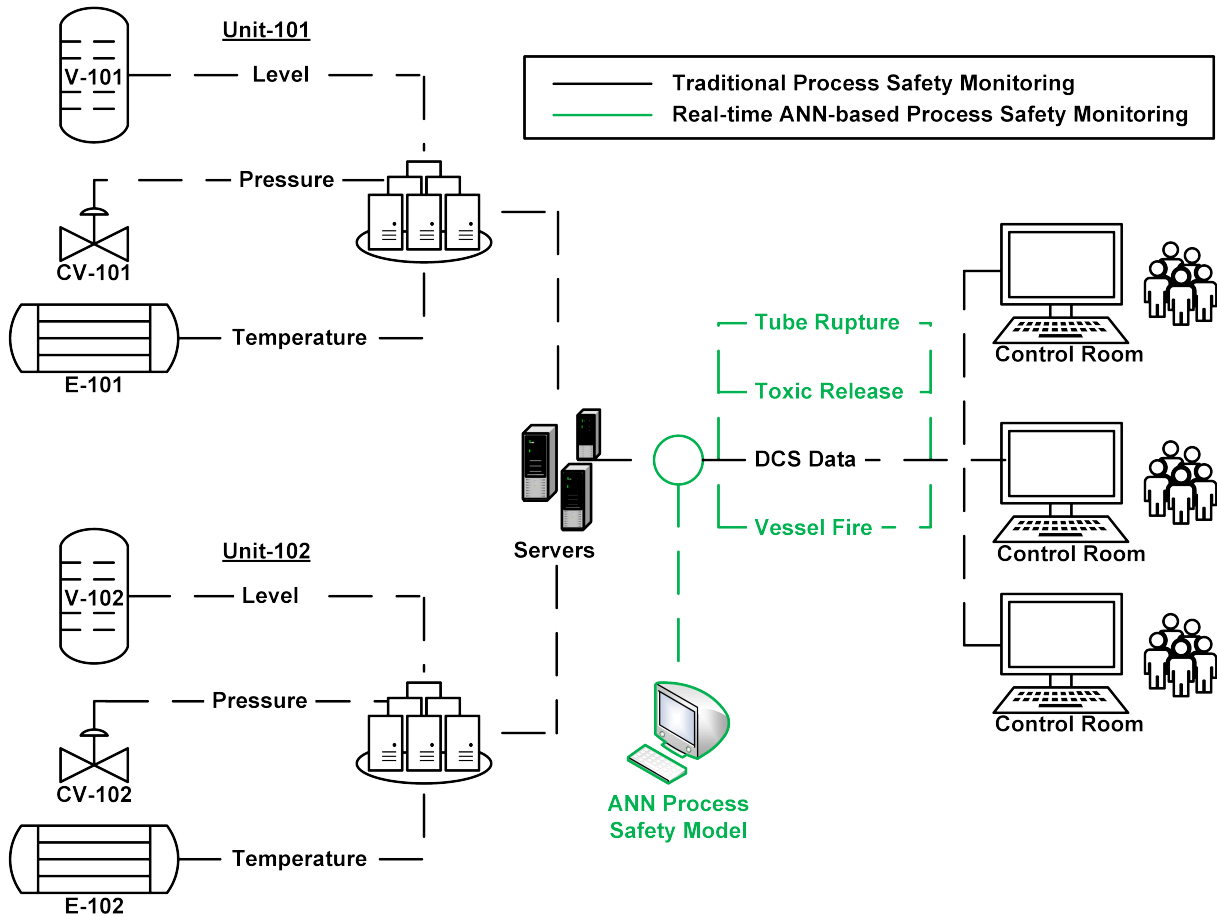 Unit-101
V-101
Level
Traditional Process Safety Monitoring
Real-time ANN-based Process Safety Monitoring
Pressure
CV-101
Temperature
E-101
Tube Rupture
Toxic Release
DCS Data
Vessel Fire
Servers
Control Room
Control Room
Control Room
Unit-102
V-102
Level
Pressure
CV-102
Temperature
E-102
ANN Process
Safety Model